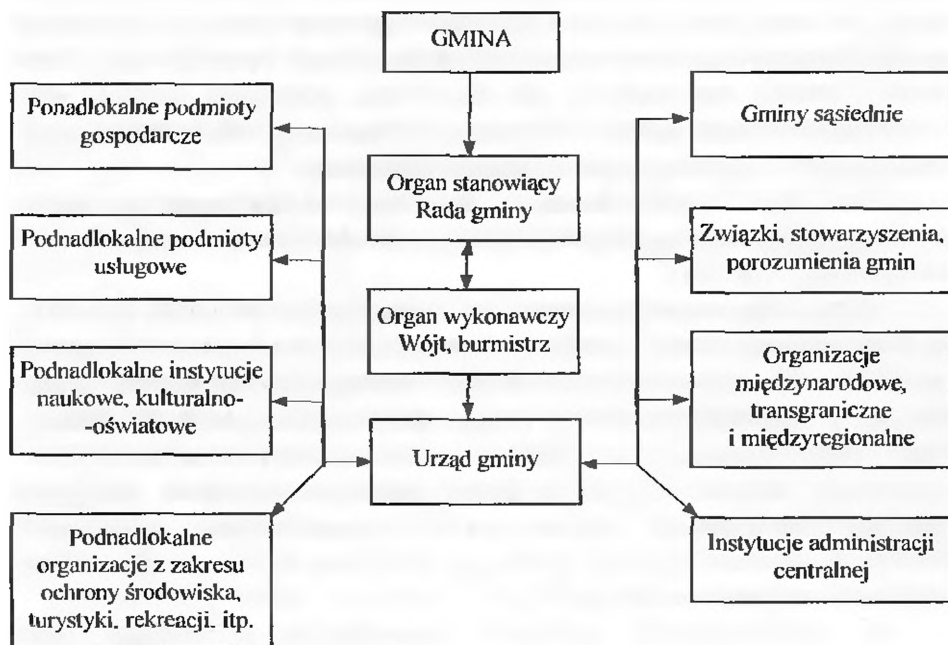 GMINA
Ponadlokalne podmioty
gospodarcze
Gminy sąsiednie
Organ stanowiący
Rada gminy
Podnadlokalne podmioty
usługowe
Związki, stowarzyszenia,
porozumienia gmin
Organ wykonawczy
Wójt, burmistrz
Podnadlokalne instytucje
naukowe, kulturalno-
-oświatowe
Organizacje
międzynarodowe,
transgraniczne
i międzyregionalne
Urząd gminy
Podnadlokalne
organizacje z zakresu
ochrony środowiska,
turystyki, rekreacji. itp.
Instytucje administracji
centralnej